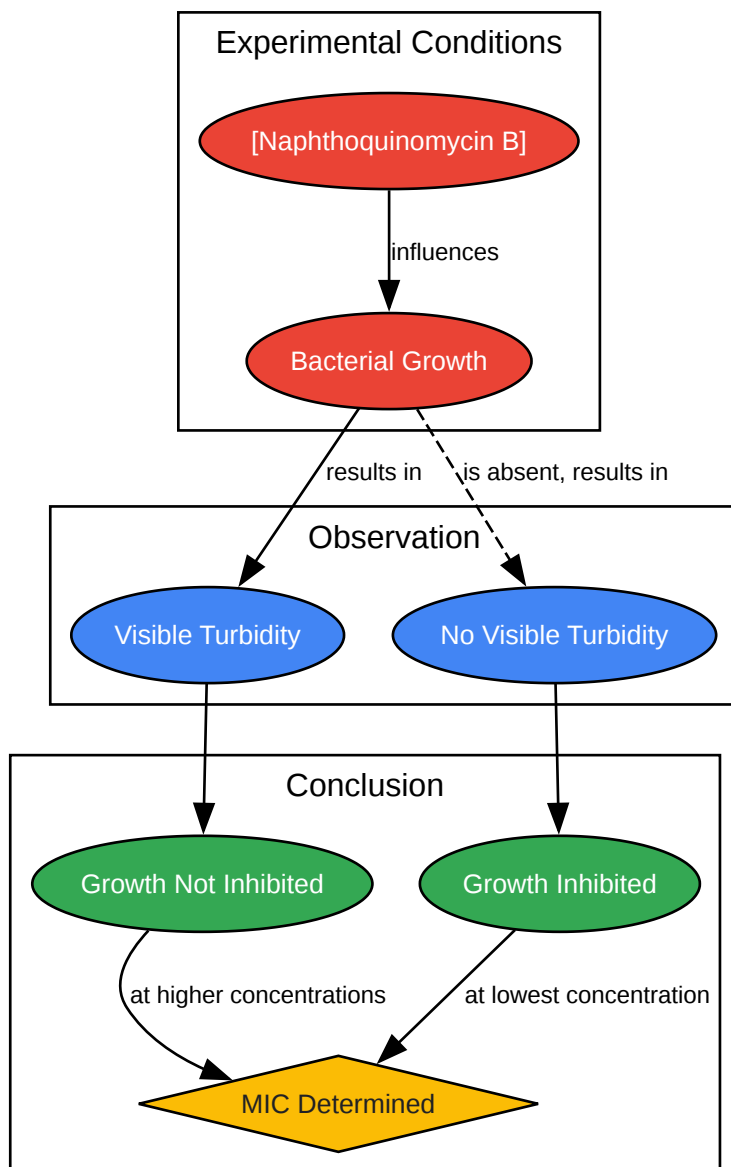 Experimental Conditions
[Naphthoquinomycin B]
influences
Bacterial Growth
results in
is absent, results in
Observation
Visible Turbidity
No Visible Turbidity
Conclusion
Growth Not Inhibited
Growth Inhibited
at higher concentrations
at lowest concentration
MIC Determined